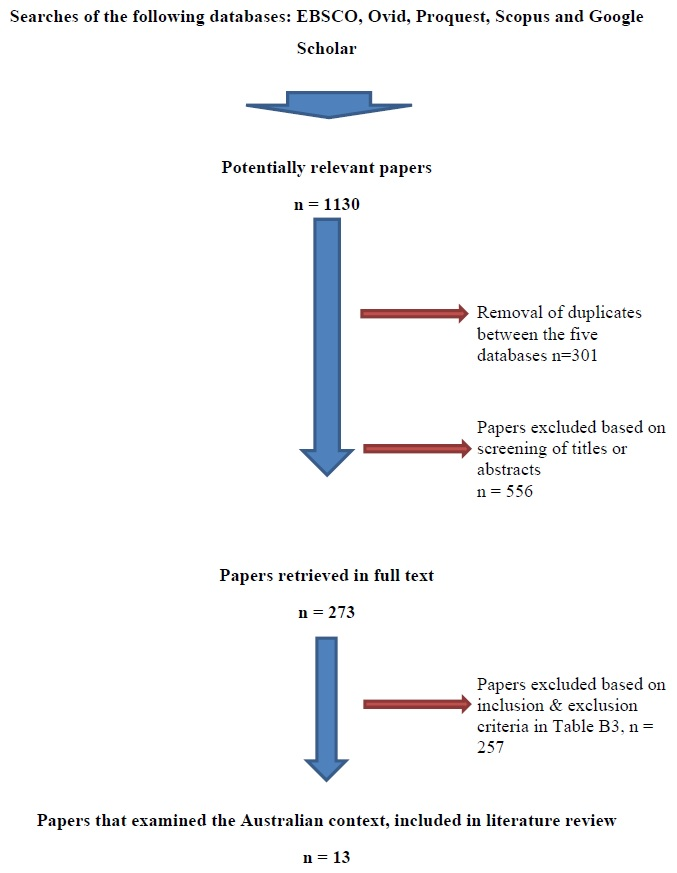 Searches of the following databases: EBSCO, Ovid, Proquest, Scopus and Google
Scholar
Potentially relevant papers
n = 1130
Removal of duplicates
between the five
databases n=301
Papers excluded based on
screening of titles or
abstracts
n = 556
Papers retrieved in full text
n = 273
Papers excluded based on
inclusion & exclusion
criteria in Table B3, n =
257
Papers that examined the Australian context, included in literature review
n = 13